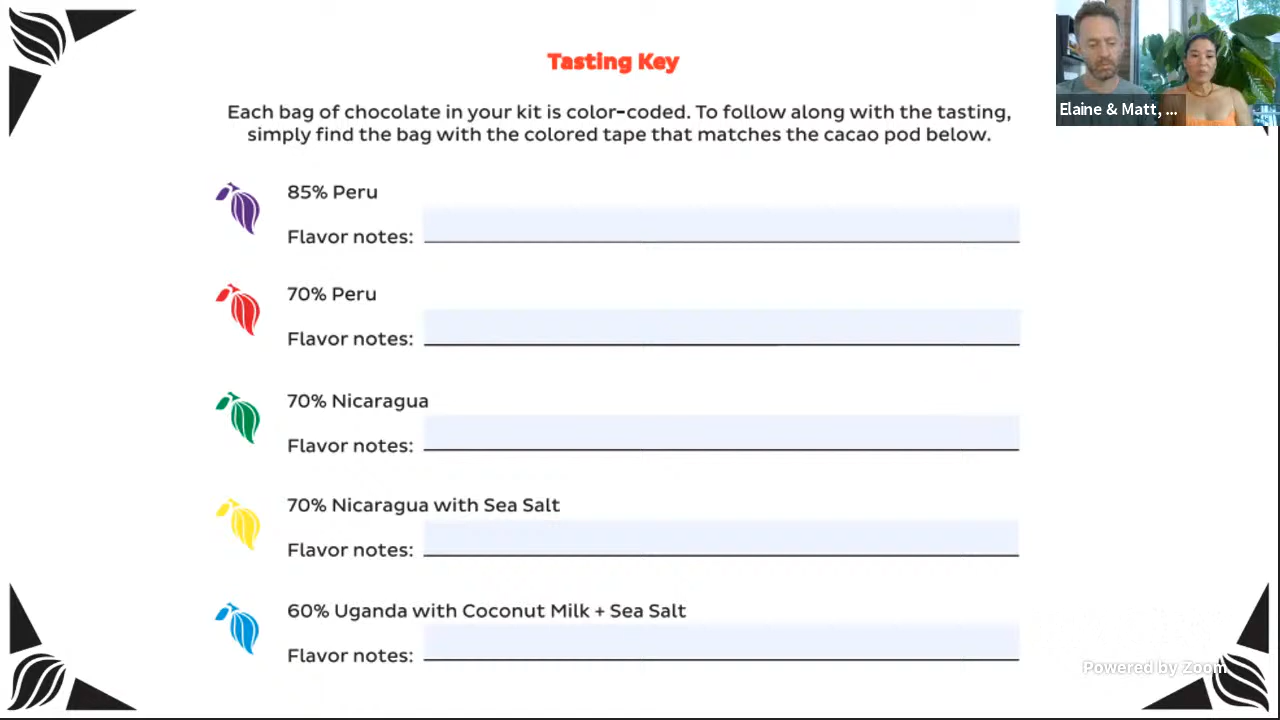 Tasting Key
Elaine & Matt, ...
Each bag of chocolate in your kit is color-coded. To follow along with the tasting,
simply find the bag with the colored tape that matches the cacao pod below.
85% Peru
Flavor notes:
70% Peru
Flavor notes:
70% Nicaragua
Flavor notes:
70% Nicaragua with Sea Salt
Flavor notes:
60% Uganda with Coconut Milk + Sea Salt
Flavor notes:
Powered by Zoom